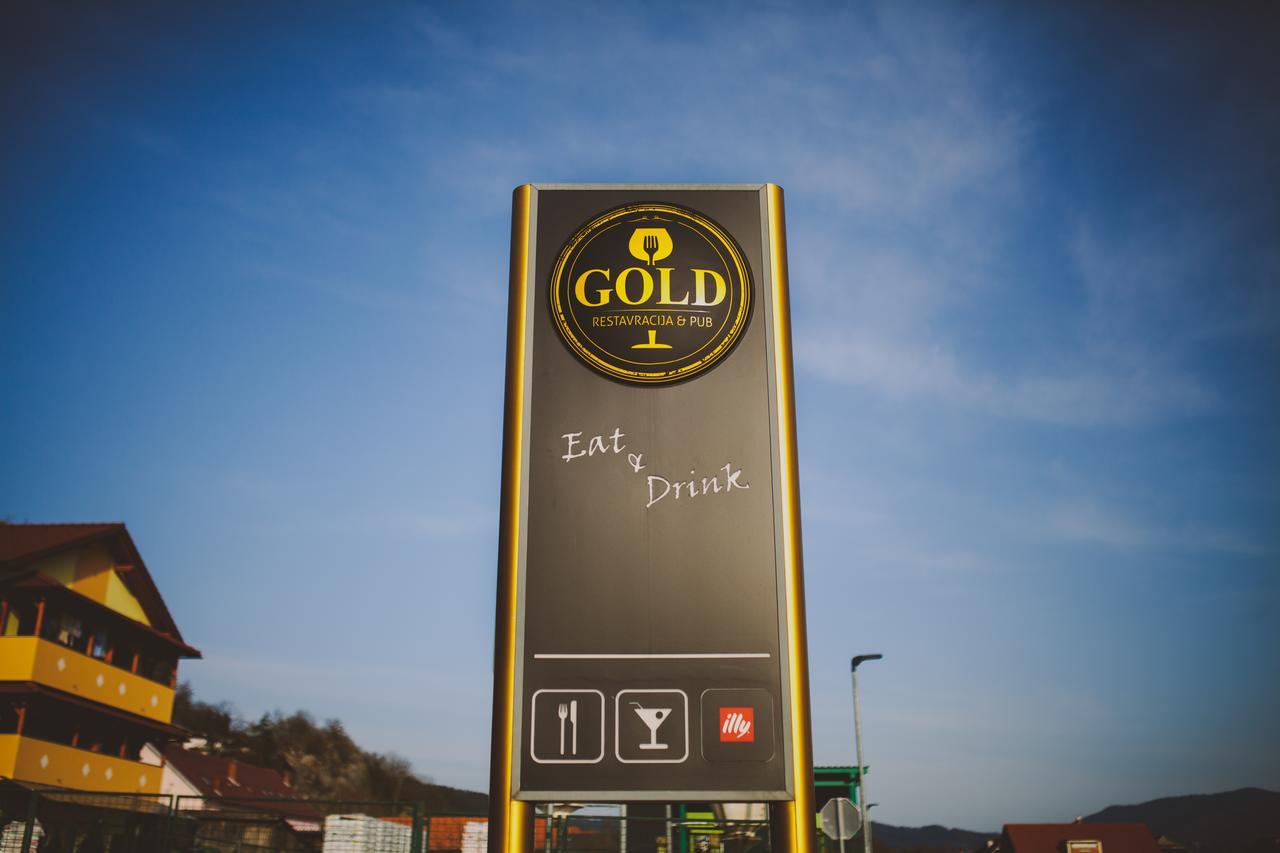 GOLD
RESTAVRACIJA & PUB
Eat
&
Drink
illy